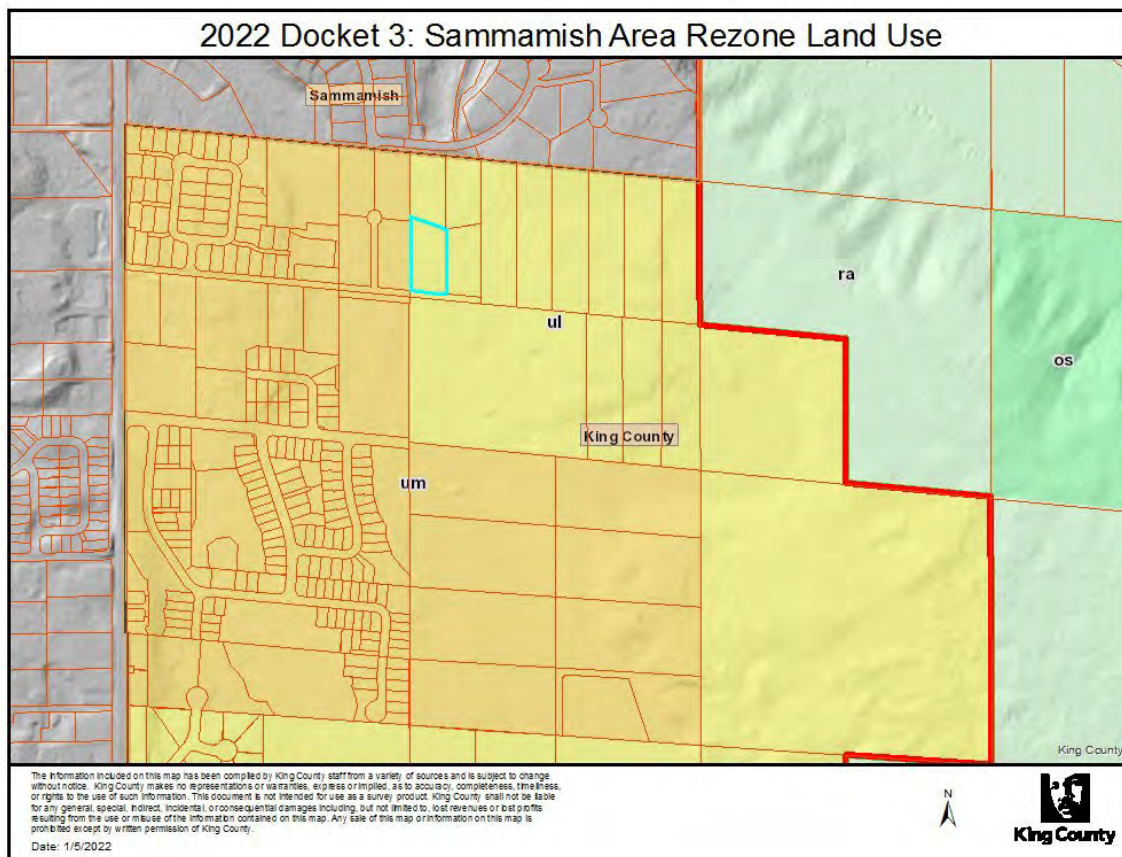 2022 Docket 3: Sammamish Area Rezone Land Use
Sammamish
ra
ul
os
King County
um
King County
The information included on this map has been compiled by King County staff from a variety of sources and is subject to change
without notice. King County makes no representations or warranties, express or implied, as to accuracy, completeness, timeliness,
or rights to the use of such information. This document is not intended for use as a survey product. King County shall not be liable
for any general, special, indirect, incidental, or consequential damages including, but not limited to, lost revenues or lost profits
resulting from the use or misuse of the information contained on this map. Any sale of this map or information on this map is
prohibited except by written permission of King County.
Date: 1/5/2022
N
King County